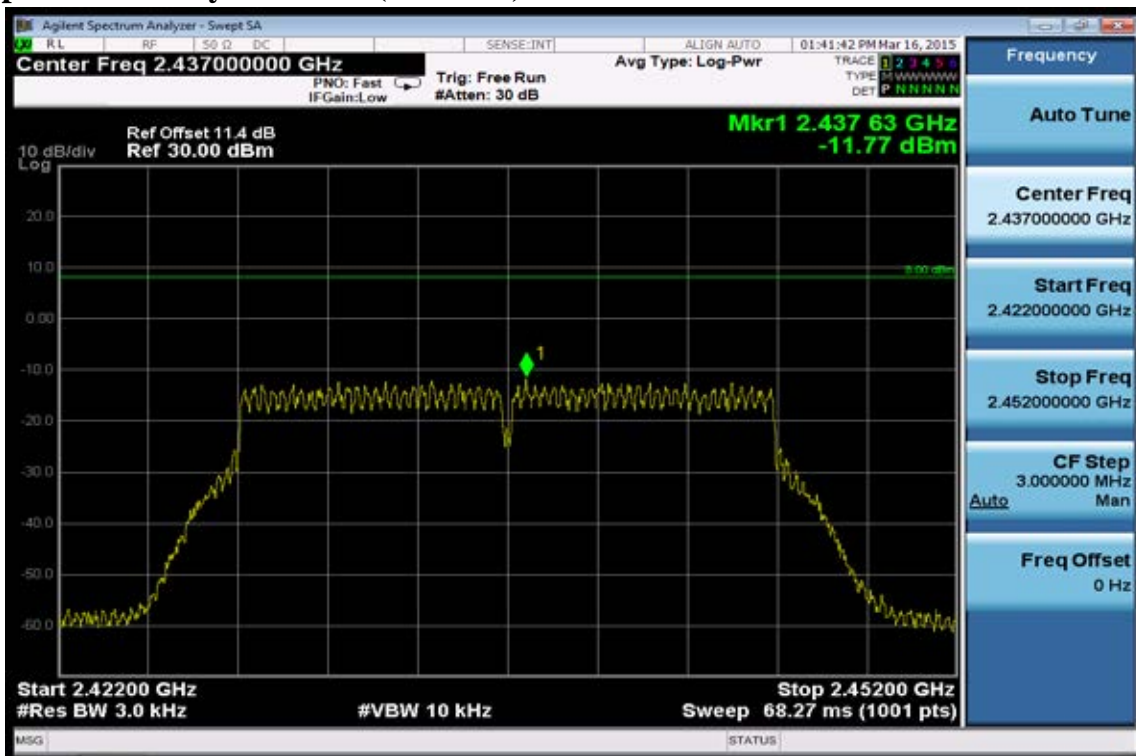 Agilent Spectrum Analyzer - Swept SA
RL RF 50 Ω DC SENSE:INT ALIGN AUTO 01:41:42 PM Mar 16, 2015
Center Freq 2.437000000 GHz
PNO: Fast
IFGain:Low
Trig: Free Run
#Atten: 30 dB
Avg Type: Log-Pwr
TRACE 1 2 3 4 5 6
TYPE M WWWWW
DET P N N N N N
Ref Offset 11.4 dB
10 dB/div Ref 30.00 dBm
Log
Mkr1 2.437 63 GHz
-11.77 dBm
20.0
10.0
8.00 dBm
0.00
1
-10.0
-20.0
-30.0
-40.0
-50.0
-60.0
Start 2.42200 GHz Stop 2.45200 GHz
#Res BW 3.0 kHz #VBW 10 kHz Sweep 68.27 ms (1001 pts)
MSG STATUS
Frequency
Auto Tune
Center Freq
2.437000000 GHz
Start Freq
2.422000000 GHz
Stop Freq
2.452000000 GHz
CF Step
3.000000 MHz
Auto Man
Freq Offset
0 Hz